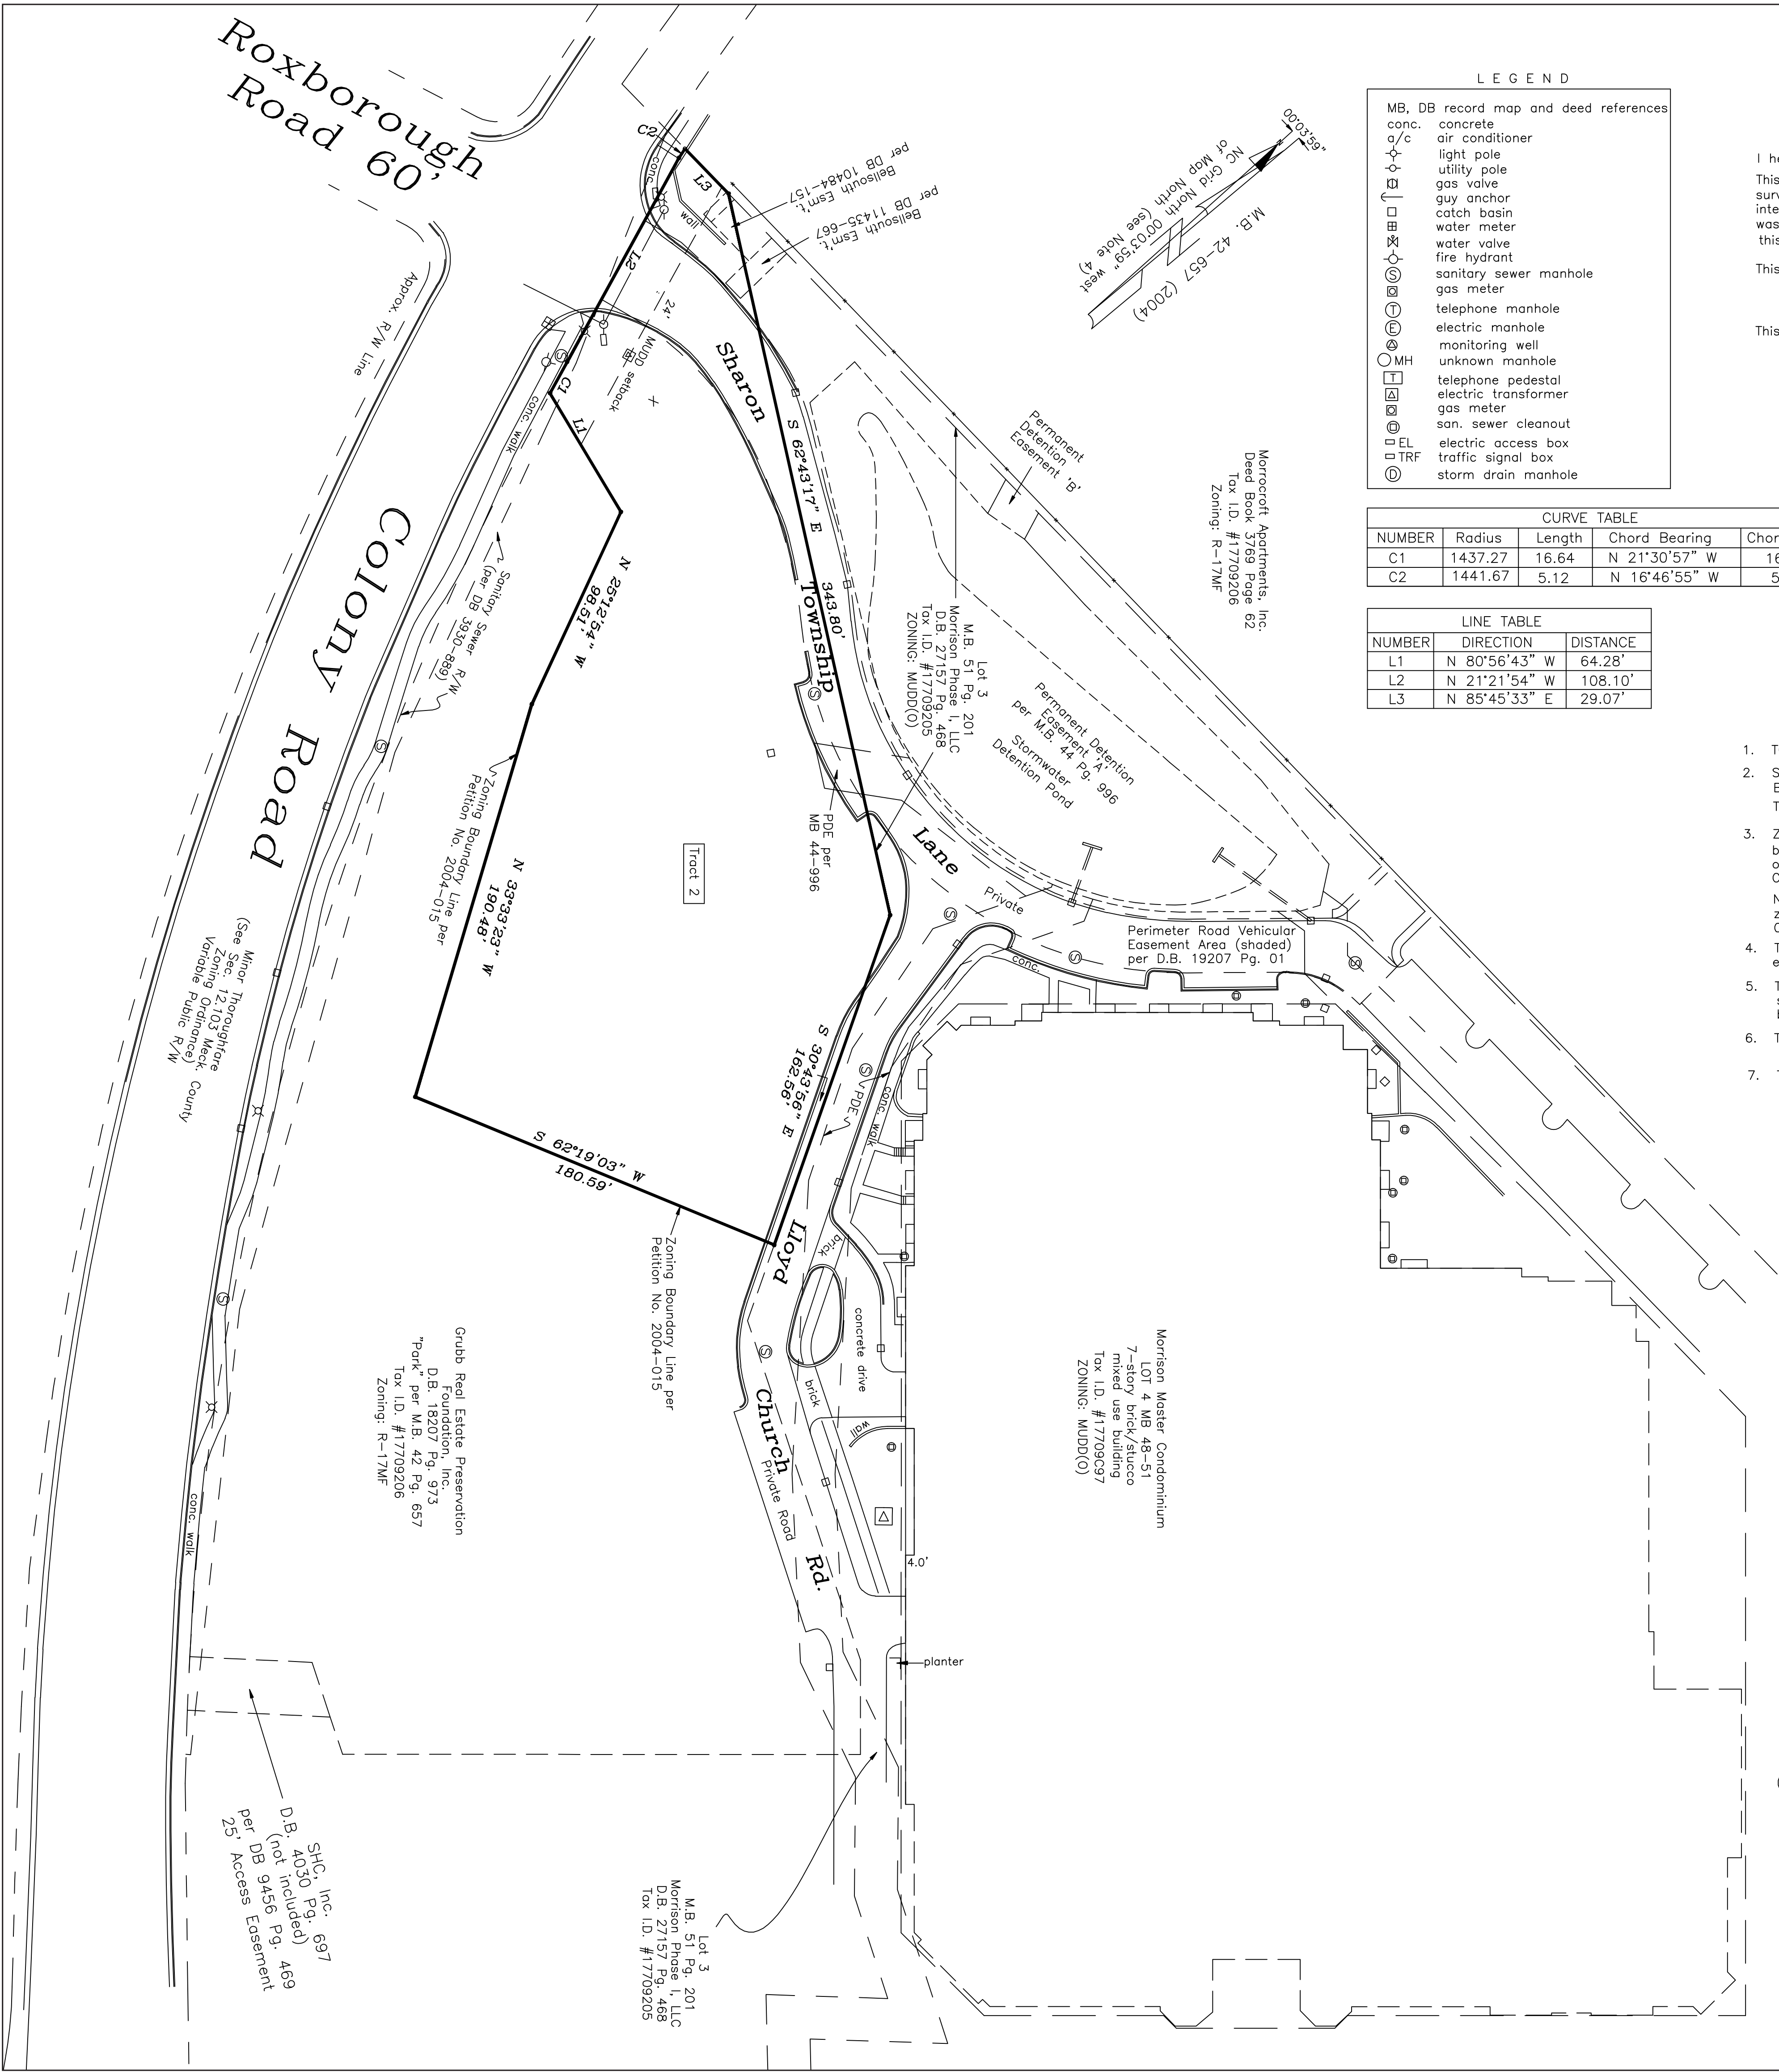 Roxborough
Road 60'
L E G E N D
MB, DB record map and deed references
conc. concrete
a/c air conditioner
light pole
utility pole
gas valve
guy anchor
catch basin
water meter
water valve
fire hydrant
S sanitary sewer manhole
gas meter
T telephone manhole
E electric manhole
monitoring well
MH unknown manhole
T telephone pedestal
electric transformer
gas meter
san. sewer cleanout
EL electric access box
TRF traffic signal box
D storm drain manhole
CURVE TABLE
NUMBER Radius Length Chord Bearing
C1 1437.27 16.64 N 21°30'57" W
C2 1441.67 5.12 N 16°46'55" W
LINE TABLE
NUMBER DIRECTION DISTANCE
L1 N 80°56'43" W 64.28'
L2 N 21°21'54" W 108.10'
L3 N 85°45'33" E 29.07'
This
This
This
1.
2.
3.
4.
5.
6.
7.
00°03'59"
NC Grid North 00°03'59" west
of Map North (see Note 4)
M.B. 42-657 (2004)
Bellsouth Esm't.
per DB 10484-157
Bellsouth Esm't.
per DB 11435-667
C2
conc.
L3
wall
L2
24'
MUDD setback
C1
L1
conc. walk
Approx. R/W Line
Sharon
Township
Lane
Private
S 62°43'17" E
343.80'
Permanent
Detention
Easement 'B'
Morrocroft Apartments, Inc.
Deed Book 3769 Page 62
Tax I.D. #17709206
Zoning: R-17MF
Lot 3
M.B. 51 Pg. 201
Morrison Phase I, LLC
D.B. 27157 Pg. 468
Tax I.D. #17709205
ZONING: MUDD(O)
Permanent Detention
Easement 'A'
per M.B. 44 Pg. 996
Stormwater
Detention Pond
Colony Road
Sanitary Sewer R/W
(per DB 3930-889)
N 25°12'54" W
98.51'
Zoning Boundary Line per
Petition No. 2004-015
per
N 33°33'23" W
190.48'
Tract 2
PDE per
MB 44-996
Perimeter Road Vehicular
Easement Area (shaded)
per D.B. 19207 Pg. 01
conc.
Minor Thoroughfare
(See Sec. 12.103 Meck. County
Zoning Ordinance)
Variable Public R/W
S 30°43'56" E
162.56'
PDE
conc. walk
S 62°19'03" W
180.59'
Zoning Boundary Line per
Petition No. 2004-015
Lloyd
Church
Rd.
Private Road
brick
brick
concrete drive
wall
4.0'
planter
Grubb Real Estate Preservation
Foundation, Inc.
D.B. 18207 Pg. 973
"Park" per M.B. 42 Pg. 657
Tax I.D. #17709206
Zoning: R-17MF
Morrison Master Condominium
LOT 4 MB 48-51
7-story brick/stucco
mixed use building
Tax I.D. #17709C97
ZONING: MUDD(O)
conc. walk
SHC, Inc.
D.B. 4030 Pg. 697
(not included)
per DB 9456 Pg. 469
25' Access Easement
Lot 3
M.B. 51 Pg. 201
Morrison Phase I, LLC
D.B. 27157 Pg. 468
Tax I.D. #17709205